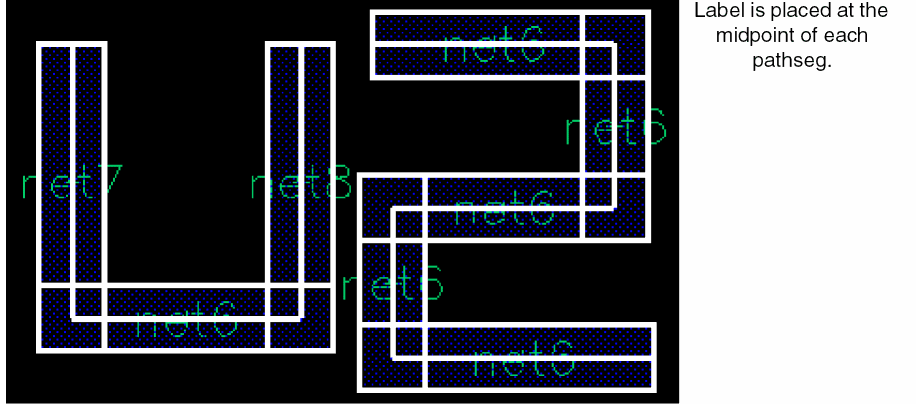 net6
Label is placed at the
midpoint of each
pathseg.
net6
net7
net8
net6
net6
net6
net6